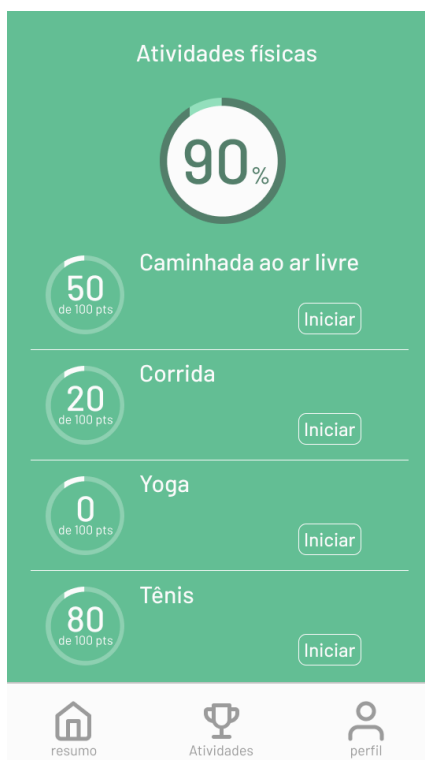 Atividades físicas
90%
Caminhada ao ar livre
50
de 100 pts
Iniciar
Corrida
20
de 100 pts
Iniciar
Yoga
0
de 100 pts
Iniciar
Tênis
80
de 100 pts
Iniciar
resumo
Atividades
perfil